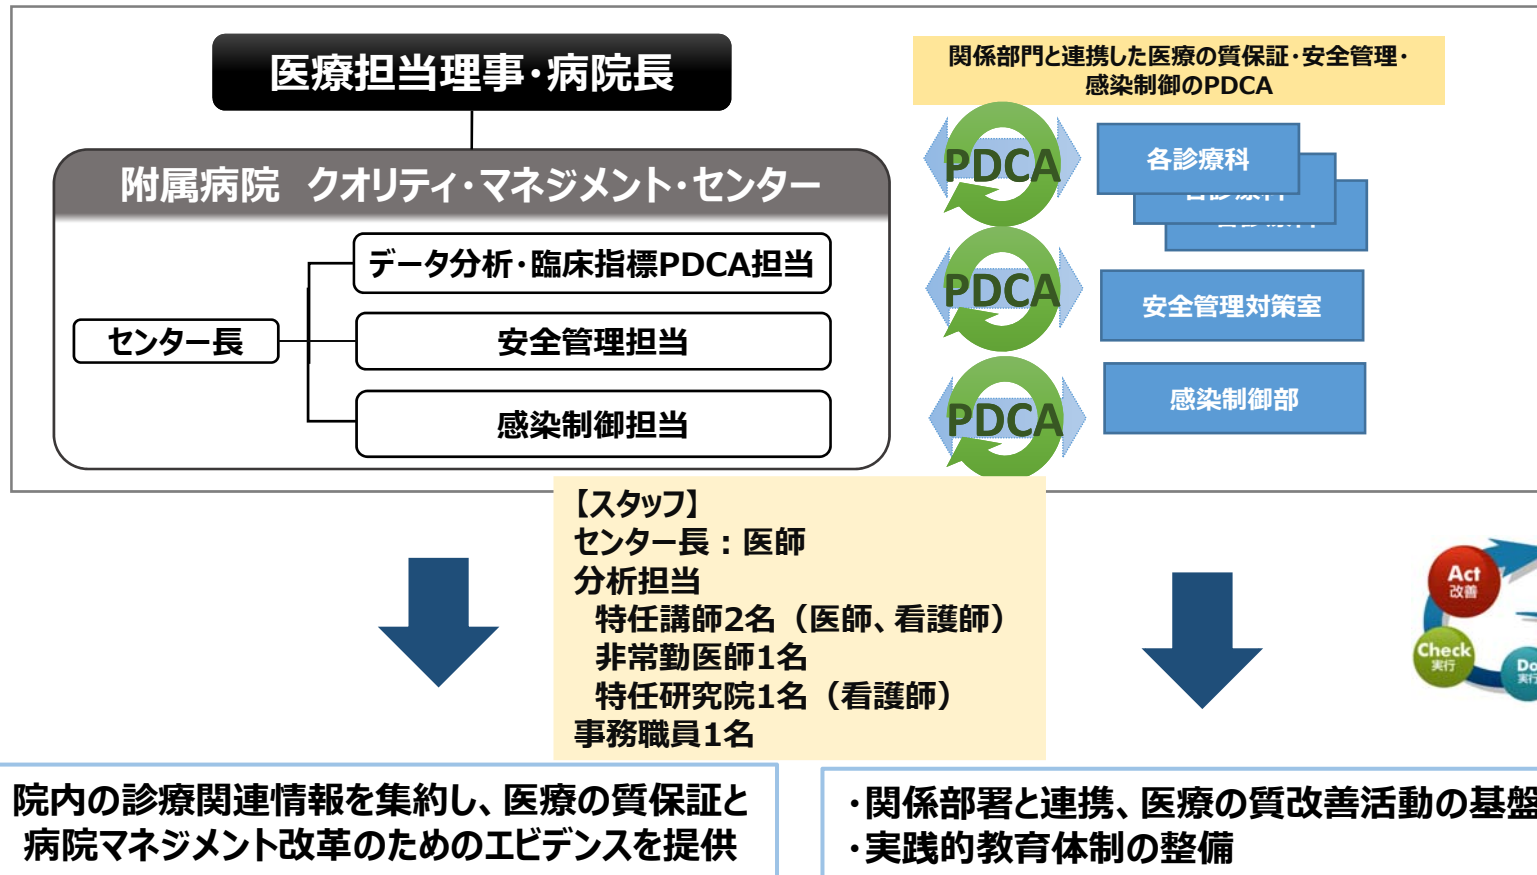 医療担当理事・病院長
附属病院 クオリティ・マネジメント・センター
センター長
データ分析・臨床指標PDCA担当
安全管理担当
感染制御担当
関係部門と連携した医療の質保証・安全管理・
感染制御のPDCA
PDCA
各診療科
各診療科
各診療科
PDCA
安全管理対策室
PDCA
感染制御部
【スタッフ】
センター長：医師
分析担当
特任講師2名（医師、看護師）
非常勤医師1名
特任研究院1名（看護師）
事務職員1名
Act
改善
Check
実行
Do
実行
院内の診療関連情報を集約し、医療の質保証と
病院マネジメント改革のためのエビデンスを提供
・関係部署と連携、医療の質改善活動の基盤
・実践的教育体制の整備